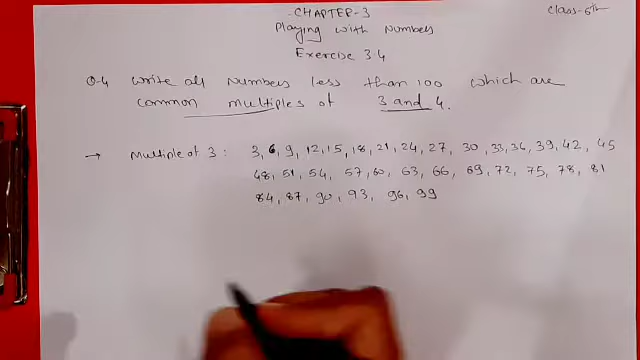 CHAPTER-3
Class-6th
Playing with Numbers
Exercise 3.4
Q.4 Write all Numbers less than 100 which are
common multiples of 3 and 4.
→ Multiple of 3 : 3, 6, 9, 12, 15, 18, 21, 24, 27, 30, 33, 36, 39, 42, 45
48, 51, 54, 57, 60, 63, 66, 69, 72, 75, 78, 81
84, 87, 90, 93, 96, 99